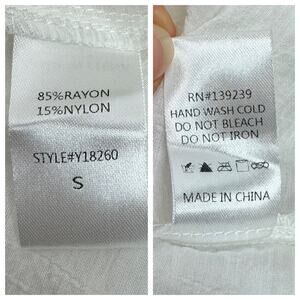 85%RAYON
15%NYLON
STYLE#Y18260
S
RN#139239
HAND WASH COLD
DO NOT BLEACH
DO NOT IRON
MADE IN CHINA